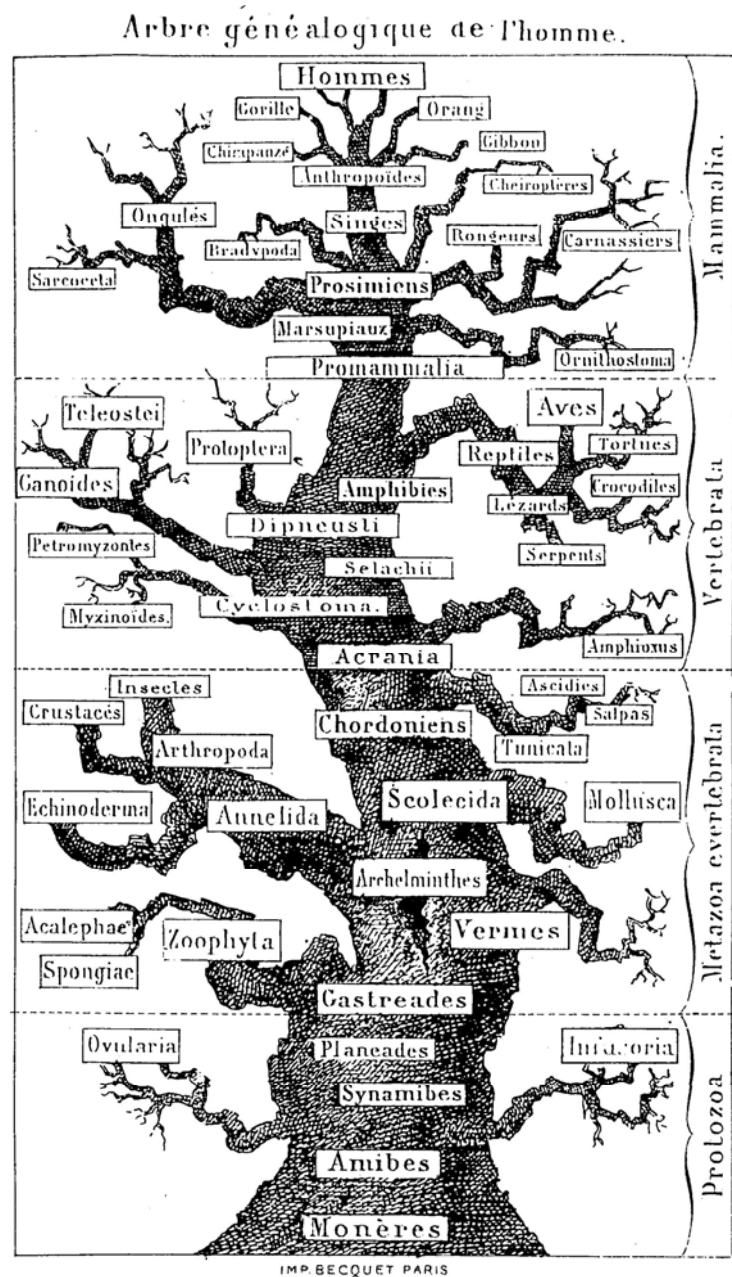 Arbre généalogique de l'homme.
Hommes
Gorille
Orang
Chimpanzé
Gibbon
Anthropoïdes
Cheiroptères
Ongulés
Singes
Rongeurs
Carnassiers
Bradypoda
Sarcoceta
Prosimiens
Marsupiaux
Ornithostoma
Promammalia
Mammalia.
Teleostei
Aves
Protoptera
Reptiles
Tortues
Ganoides
Amphibies
Lézards
Crocodiles
Dipneusti
Petromyzontes
Serpents
Selachii
Cyclostoma.
Myxinoïdes.
Amphioxus
Acrania
Vertebrata
Insectes
Ascidies
Crustacés
Salpas
Chordoniens
Arthropoda
Tunicata
Echinoderma
Annelida
Scolecida
Mollusca
Archelminthes
Acalephae
Zoophyta
Vermes
Spongiae
Gastreades
Metazoa evertebrata
Ovularia
Planeades
Infusoria
Synamibes
Amibes
Monères
Protozoa
IMP. BECQUET PARIS